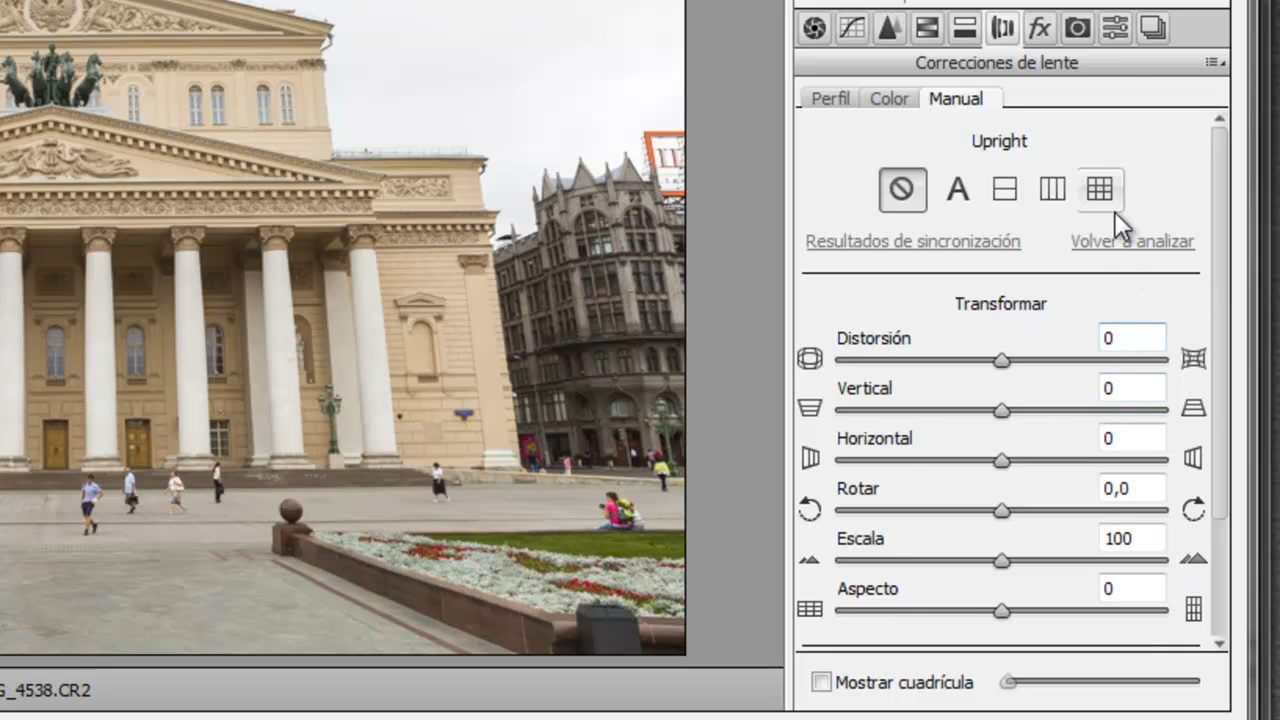 fx
Correcciones de lente
Perfil Color Manual
Upright
A
Resultados de sincronización Volver a analizar
Transformar
Distorsión 0
Vertical 0
Horizontal 0
Rotar 0,0
Escala 100
Aspecto 0
Mostrar cuadrícula
G_4538.CR2